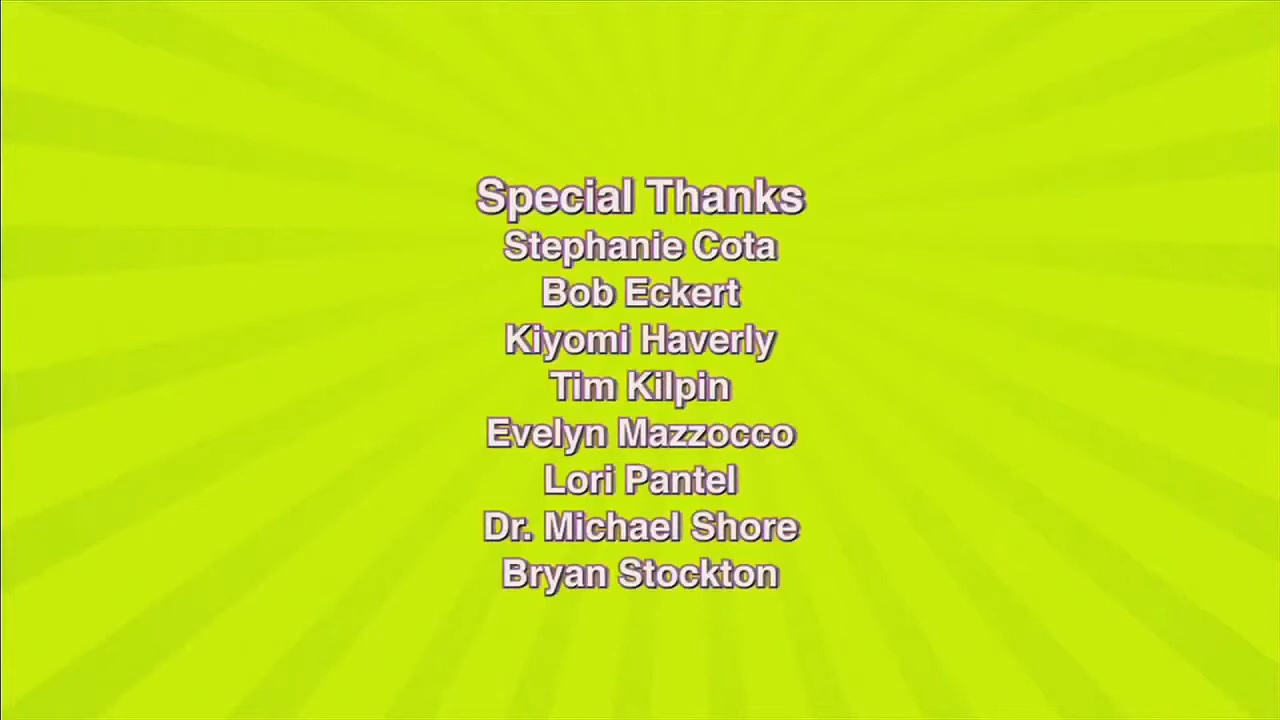 Special Thanks
Stephanie Cota
Bob Eckert
Kiyomi Haverly
Tim Kilpin
Evelyn Mazzocco
Lori Pantel
Dr. Michael Shore
Bryan Stockton